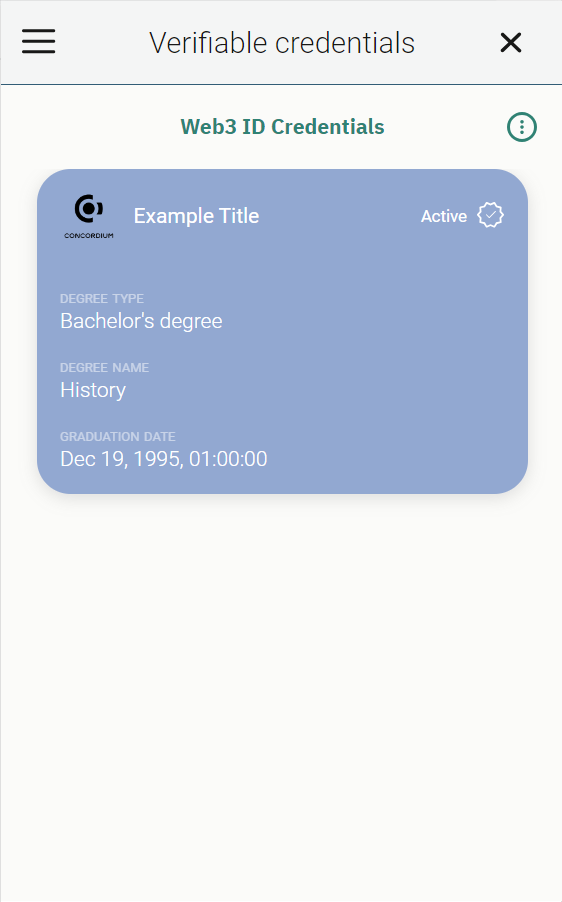 Verifiable credentials
Web3 ID Credentials
CONCORDIUM
Example Title
Active
DEGREE TYPE
Bachelor's degree
DEGREE NAME
History
GRADUATION DATE
Dec 19, 1995, 01:00:00